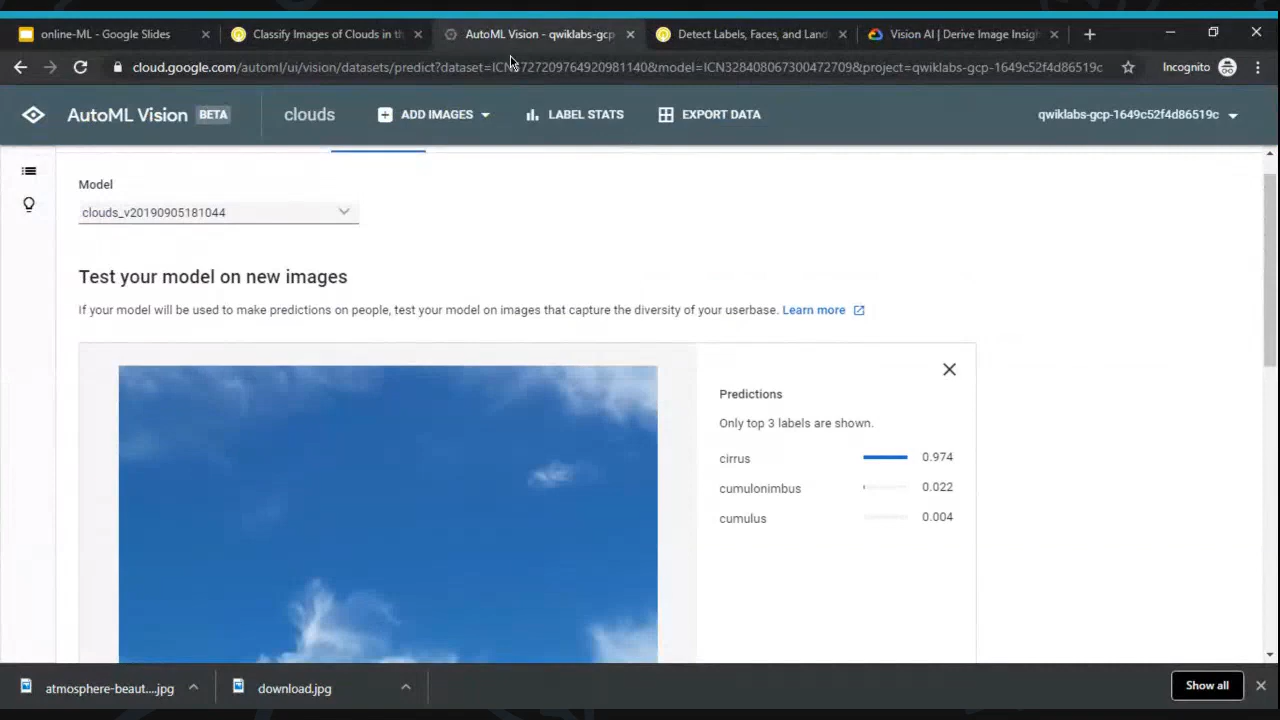 online-ML - Google Slides
Classify Images of Clouds in th
AutoML Vision - qwiklabs-gcp
Detect Labels, Faces, and Land
Vision AI | Derive Image Insigh
cloud.google.com/automl/ui/vision/datasets/predict?dataset=ICN3727209764920981140&model=ICN328408067300472709&project=qwiklabs-gcp-1649c52f4d86519c
Incognito
AutoML Vision BETA
clouds
ADD IMAGES
LABEL STATS
EXPORT DATA
qwiklabs-gcp-1649c52f4d86519c
Model
clouds_v20190905181044
Test your model on new images
If your model will be used to make predictions on people, test your model on images that capture the diversity of your userbase. Learn more
Predictions
Only top 3 labels are shown.
cirrus 0.974
cumulonimbus 0.022
cumulus 0.004
atmosphere-beaut....jpg
download.jpg
Show all